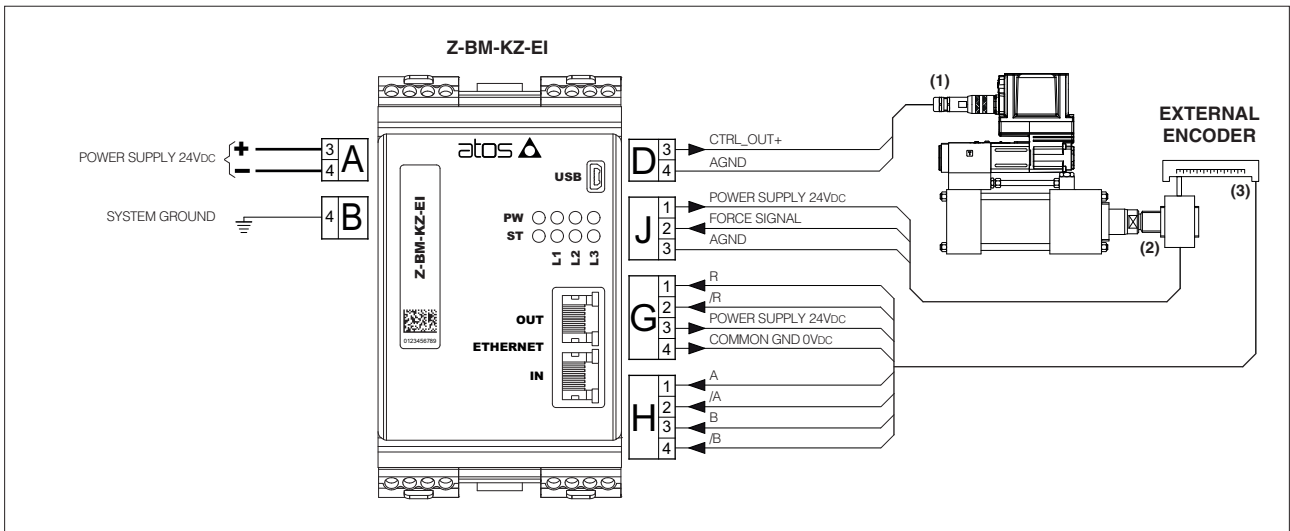 Z-BM-KZ-EI
POWER SUPPLY 24VDC
+
−
3
4
A
SYSTEM GROUND
4
B
atos
USB
Z-BM-KZ-EI
0123456789
PW
ST
L1
L2
L3
OUT
ETHERNET
IN
D
3
4
CTRL_OUT+
AGND
J
1
2
3
POWER SUPPLY 24VDC
FORCE SIGNAL
AGND
G
1
2
3
4
R
/R
POWER SUPPLY 24VDC
COMMON GND 0VDC
H
1
2
3
4
A
/A
B
/B
(1)
(2)
EXTERNAL
ENCODER
(3)